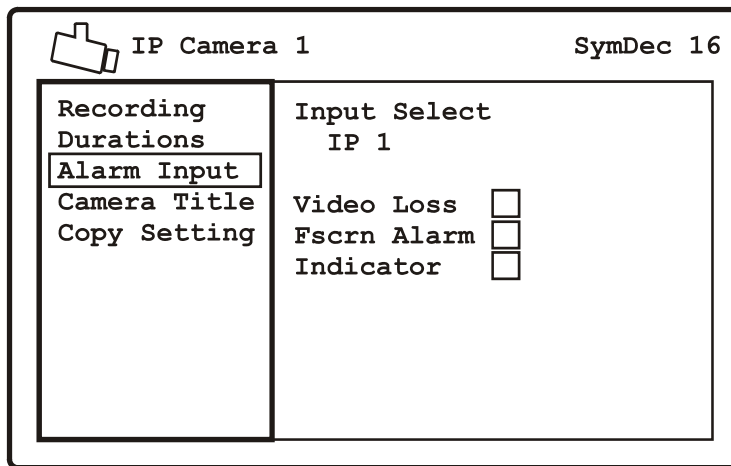 IP Camera 1 SymDec 16
Recording
Durations
Alarm Input
Camera Title
Copy Setting
Input Select
IP 1
Video Loss
Fscrn Alarm
Indicator